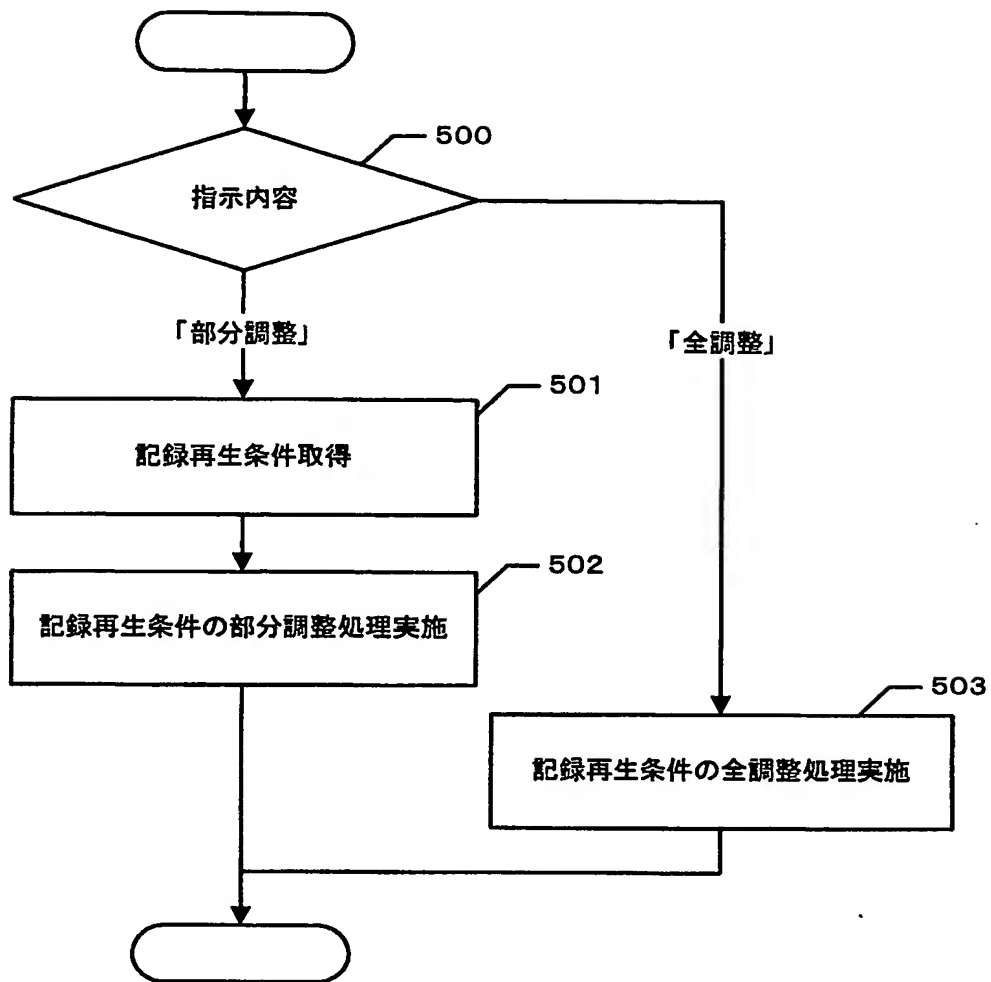 500
指示内容
「部分調整」
「全調整」
501
記録再生条件取得
502
記録再生条件の部分調整処理実施
503
記録再生条件の全調整処理実施